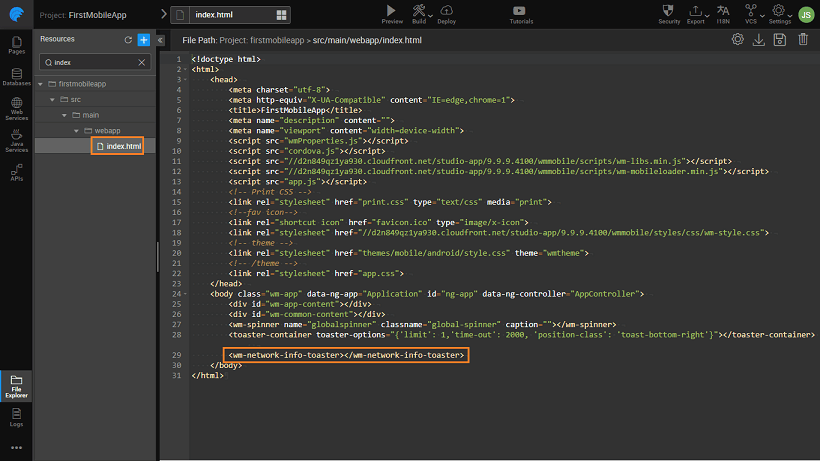 Project: FirstMobileApp
index.html
Preview
Build
Deploy
Tutorials
Security
Export
I18N
VCS
Settings
JS
Pages
Databases
Web
Services
Java
Services
APIs
File
Explorer
Logs
Resources
index
firstmobileapp
src
main
webapp
index.html
File Path: Project: firstmobileapp > src/main/webapp/index.html
1 <!doctype html>
2 <html>
3 <head>
4 <meta charset="utf-8">
5 <meta http-equiv="X-UA-Compatible" content="IE=edge,chrome=1">
6 <title>FirstMobileApp</title>
7 <meta name="description" content="">
8 <meta name="viewport" content="width=device-width">
9 <script src="wmProperties.js"></script>
10 <script src="cordova.js"></script>
11 <script src="//d2n849qz1ya930.cloudfront.net/studio-app/9.9.9.4100/wmmobile/scripts/wm-libs.min.js"></script>
12 <script src="//d2n849qz1ya930.cloudfront.net/studio-app/9.9.9.4100/wmmobile/scripts/wm-mobileloader.min.js"></script>
13 <script src="app.js"></script>
14 <!-- Print CSS -->
15 <link rel="stylesheet" href="print.css" type="text/css" media="print">
16 <!--fav icon-->
17 <link rel="shortcut icon" href="favicon.ico" type="image/x-icon">
18 <link rel="stylesheet" href="//d2n849qz1ya930.cloudfront.net/studio-app/9.9.9.4100/wmmobile/styles/css/wm-style.css">
19 <!-- theme -->
20 <link rel="stylesheet" href="themes/mobile/android/style.css" theme="wmtheme">
21 <!-- /theme -->
22 <link rel="stylesheet" href="app.css">
23 </head>
24 <body class="wm-app" data-ng-app="Application" id="ng-app" data-ng-controller="AppController">
25 <div id="wm-app-content"></div>
26 <div id="wm-common-content"></div>
27 <wm-spinner name="globalspinner" classname="global-spinner" caption=""></wm-spinner>
28 <toaster-container toaster-options="{'limit': 1,'time-out': 2000, 'position-class': 'toast-bottom-right'}"></toaster-container>
29 <wm-network-info-toaster></wm-network-info-toaster>
30 </body>
31 </html>